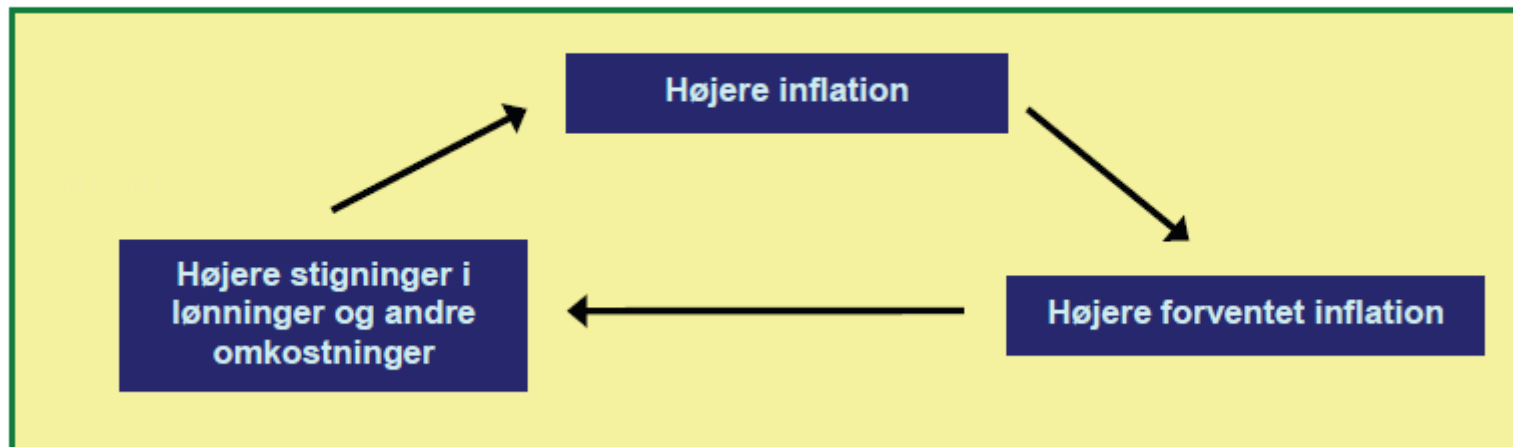 Højere inflation
Højere stigninger i
lønninger og andre
omkostninger
Højere forventet inflation